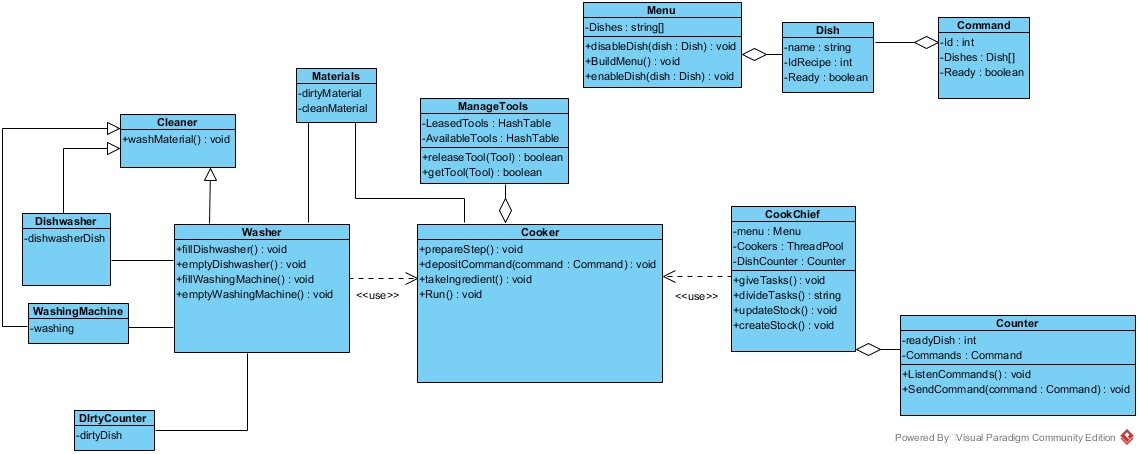 Menu
-Dishes : string[]
+disableDish(dish : Dish) : void
+BuildMenu() : void
+enableDish(dish : Dish) : void
Dish
-name : string
-IdRecipe : int
-Ready : boolean
Command
-Id : int
-Dishes : Dish[]
-Ready : boolean
Materials
-dirtyMaterial
-cleanMaterial
ManageTools
-LeasedTools : HashTable
-AvailableTools : HashTable
+releaseTool(Tool) : boolean
+getTool(Tool) : boolean
Cleaner
+washMaterial() : void
Dishwasher
-dishwasherDish
Washer
+fillDishwasher() : void
+emptyDishwasher() : void
+fillWashingMachine() : void
+emptyWashingMachine() : void
<<use>>
Cooker
+prepareStep() : void
+depositCommand(command : Command) : void
+takeIngredient() : void
+Run() : void
<<use>>
CookChief
-menu : Menu
-Cookers : ThreadPool
-DishCounter : Counter
+giveTasks() : void
+divideTasks() : string
+updateStock() : void
+createStock() : void
WashingMachine
-washing
Counter
-readyDish : int
-Commands : Command
+ListenCommands() : void
+SendCommand(command : Command) : void
DIrtyCounter
-dirtyDish
Powered By Visual Paradigm Community Edition